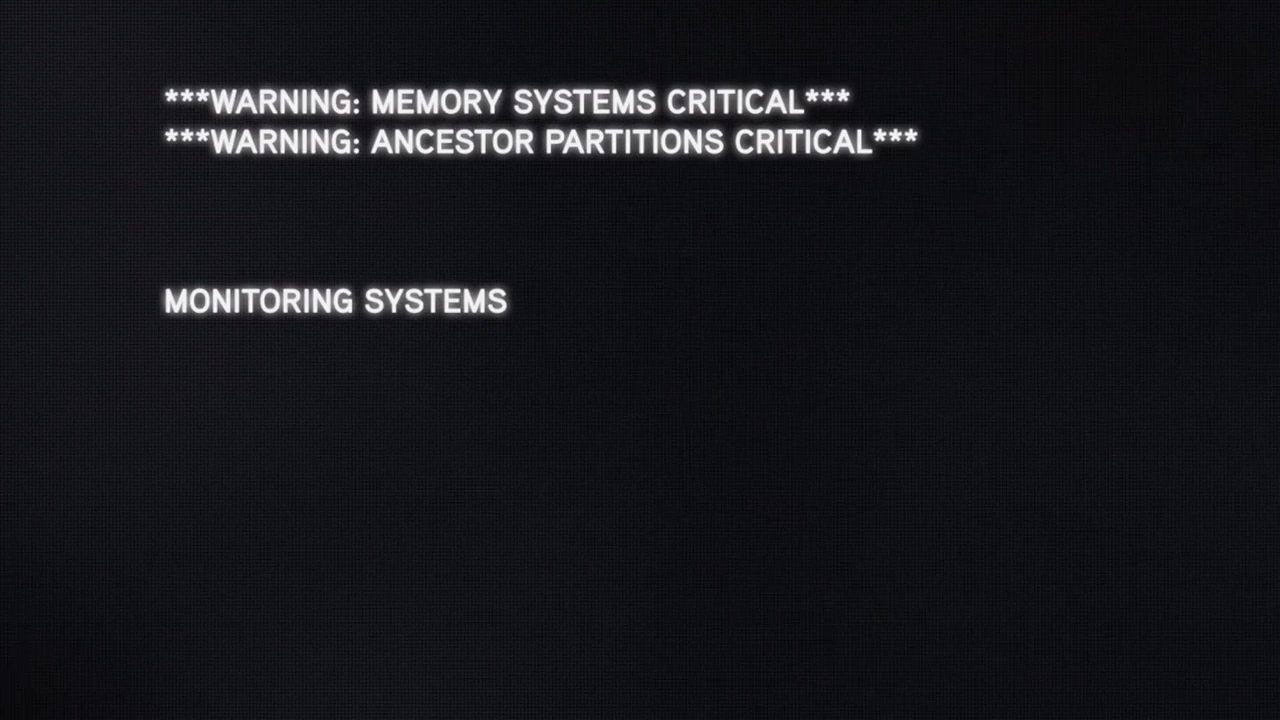 ***WARNING: MEMORY SYSTEMS CRITICAL***
***WARNING: ANCESTOR PARTITIONS CRITICAL***
MONITORING SYSTEMS